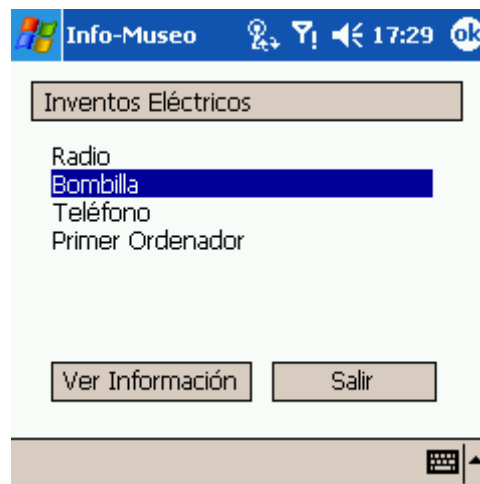 Info-Museo 17:29 ok
Inventos Eléctricos
Radio
Bombilla
Teléfono
Primer Ordenador
Ver Información Salir